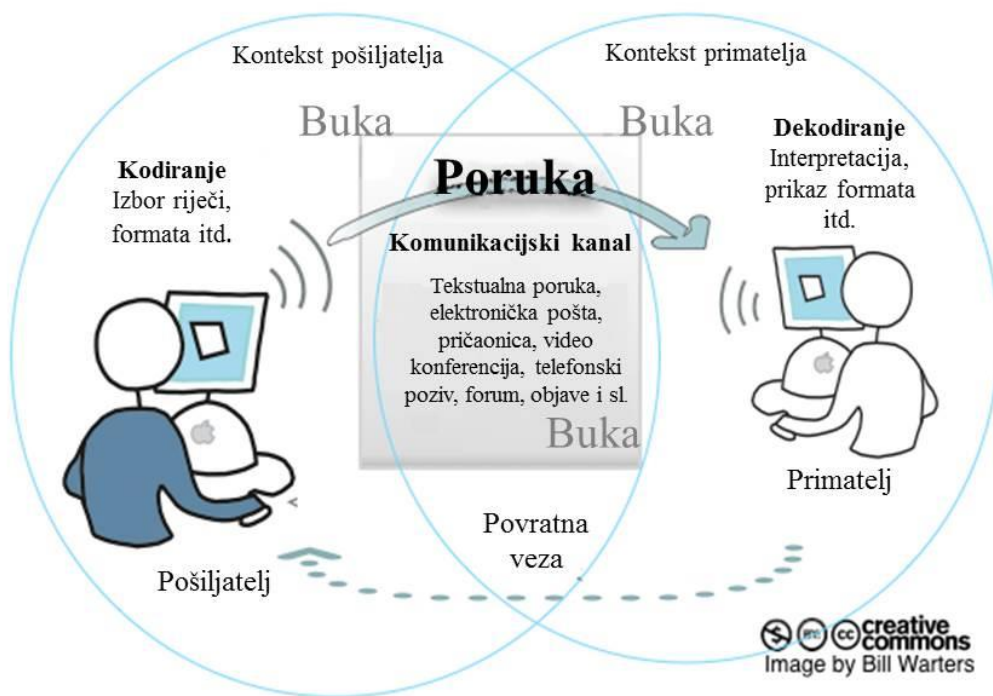 Kontekst pošiljatelja
Kontekst primatelja
Buka
Buka
Kodiranje
Izbor riječi,
formata itd.
Poruka
Dekodiranje
Interpretacija,
prikaz formata
itd.
Komunikacijski kanal
Tekstualna poruka,
elektronička pošta,
pričaonica, video
konferencija, telefonski
poziv, forum, objave i sl.
Buka
Pošiljatelj
Primatelj
Povratna
veza
creative
commons
Image by Bill Warters